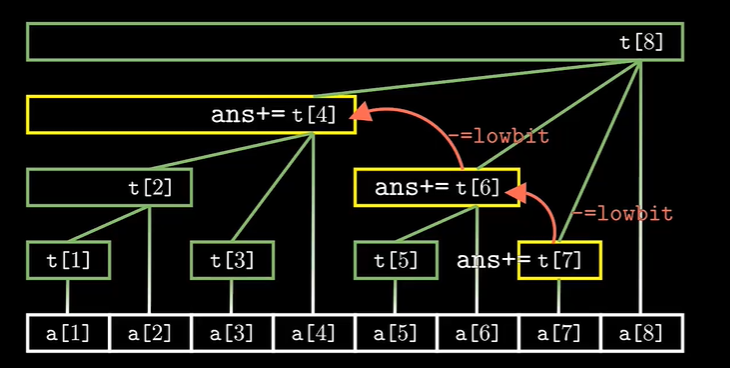 t[8]
ans+= t[4]
-=lowbit
t[2]
ans+= t[6]
-=lowbit
t[1] t[3] t[5] ans+= t[7]
a[1] a[2] a[3] a[4] a[5] a[6] a[7] a[8]